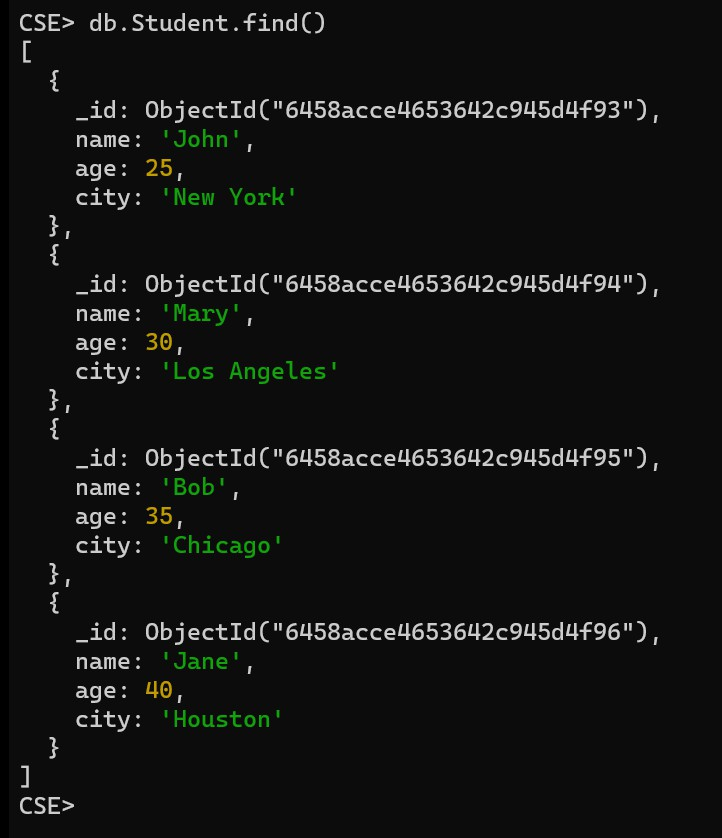 CSE> db.Student.find()
[
  {
    _id: ObjectId("6458acce4653642c945d4f93"),
    name: 'John',
    age: 25,
    city: 'New York'
  },
  {
    _id: ObjectId("6458acce4653642c945d4f94"),
    name: 'Mary',
    age: 30,
    city: 'Los Angeles'
  },
  {
    _id: ObjectId("6458acce4653642c945d4f95"),
    name: 'Bob',
    age: 35,
    city: 'Chicago'
  },
  {
    _id: ObjectId("6458acce4653642c945d4f96"),
    name: 'Jane',
    age: 40,
    city: 'Houston'
  }
]
CSE>